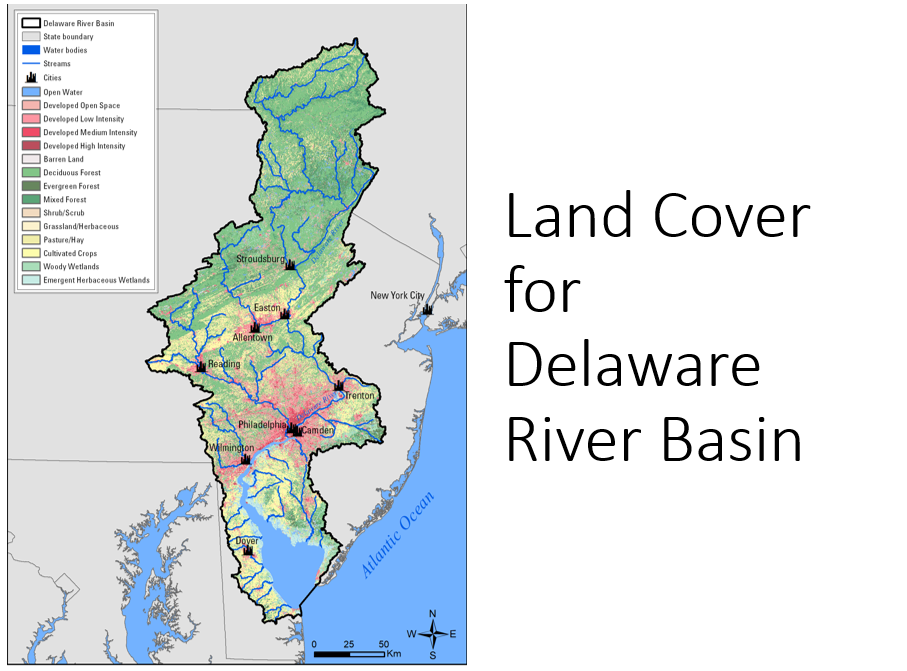 Delaware River Basin
State boundary
Water bodies
Streams
Cities
Open Water
Developed Open Space
Developed Low Intensity
Developed Medium Intensity
Developed High Intensity
Barren Land
Deciduous Forest
Evergreen Forest
Mixed Forest
Shrub/Scrub
Grassland/Herbaceous
Pasture/Hay
Cultivated Crops
Woody Wetlands
Emergent Herbaceous Wetlands
Stroudsburg
New York City
Easton
Allentown
Reading
Trenton
Philadelphia
Camden
Wilmington
Dover
Atlantic Ocean
N
W
E
S
0 25 50
Km
Land Cover
for
Delaware
River Basin